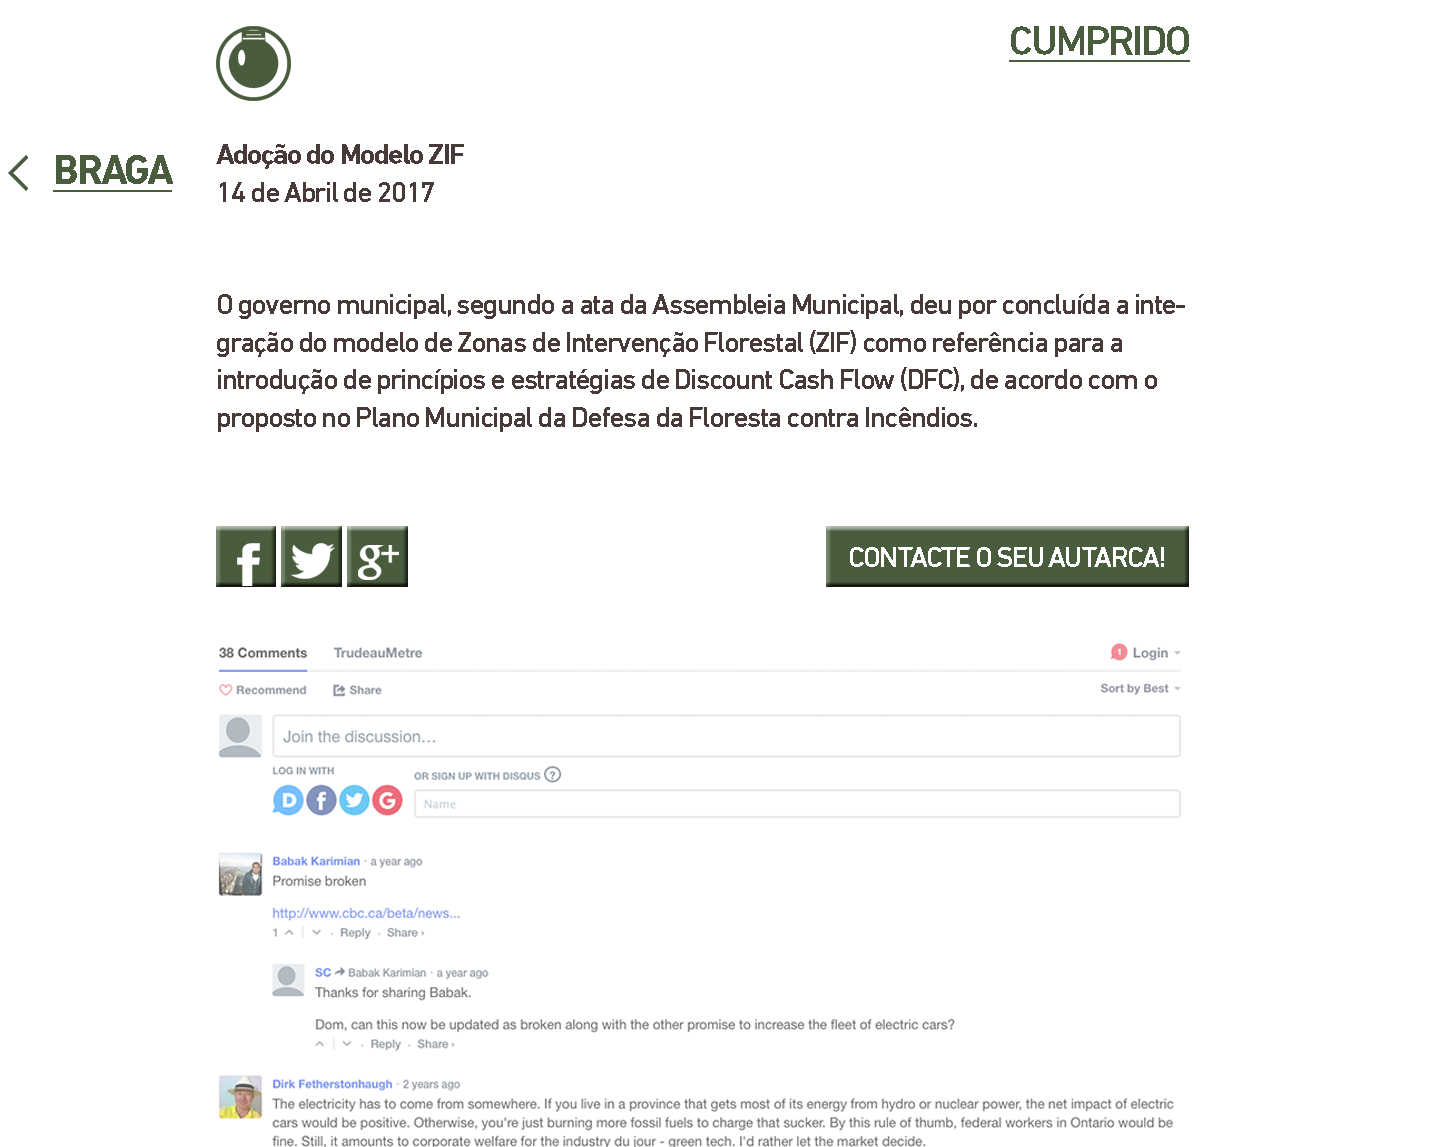 CUMPRIDO
BRAGA
Adoção do Modelo ZIF
14 de Abril de 2017
O governo municipal, segundo a ata da Assembleia Municipal, deu por concluída a inte-
gração do modelo de Zonas de Intervenção Florestal (ZIF) como referência para a
introdução de princípios e estratégias de Discount Cash Flow (DFC), de acordo com o
proposto no Plano Municipal da Defesa da Floresta contra Incêndios.
f
g+
CONTACTE O SEU AUTARCA!
38 Comments TrudeauMetre 1 Login
Recommend Share Sort by Best
Join the discussion...
LOG IN WITH
OR SIGN UP WITH DISQUS ?
D f G
Name
Babak Karimian · a year ago
Promise broken
http://www.cbc.ca/beta/news...
1 • Reply • Share ›
SC Babak Karimian · a year ago
Thanks for sharing Babak.
Dom, can this now be updated as broken along with the other promise to increase the fleet of electric cars?
• Reply • Share ›
Dirk Fetherstonhaugh · 2 years ago
The electricity has to come from somewhere. If you live in a province that gets most of its energy from hydro or nuclear power, the net impact of electric
cars would be positive. Otherwise, you're just burning more fossil fuels to charge that sucker. By this rule of thumb, federal workers in Ontario would be
fine. Still, it amounts to corporate welfare for the industry du jour - green tech. I'd rather let the market decide.